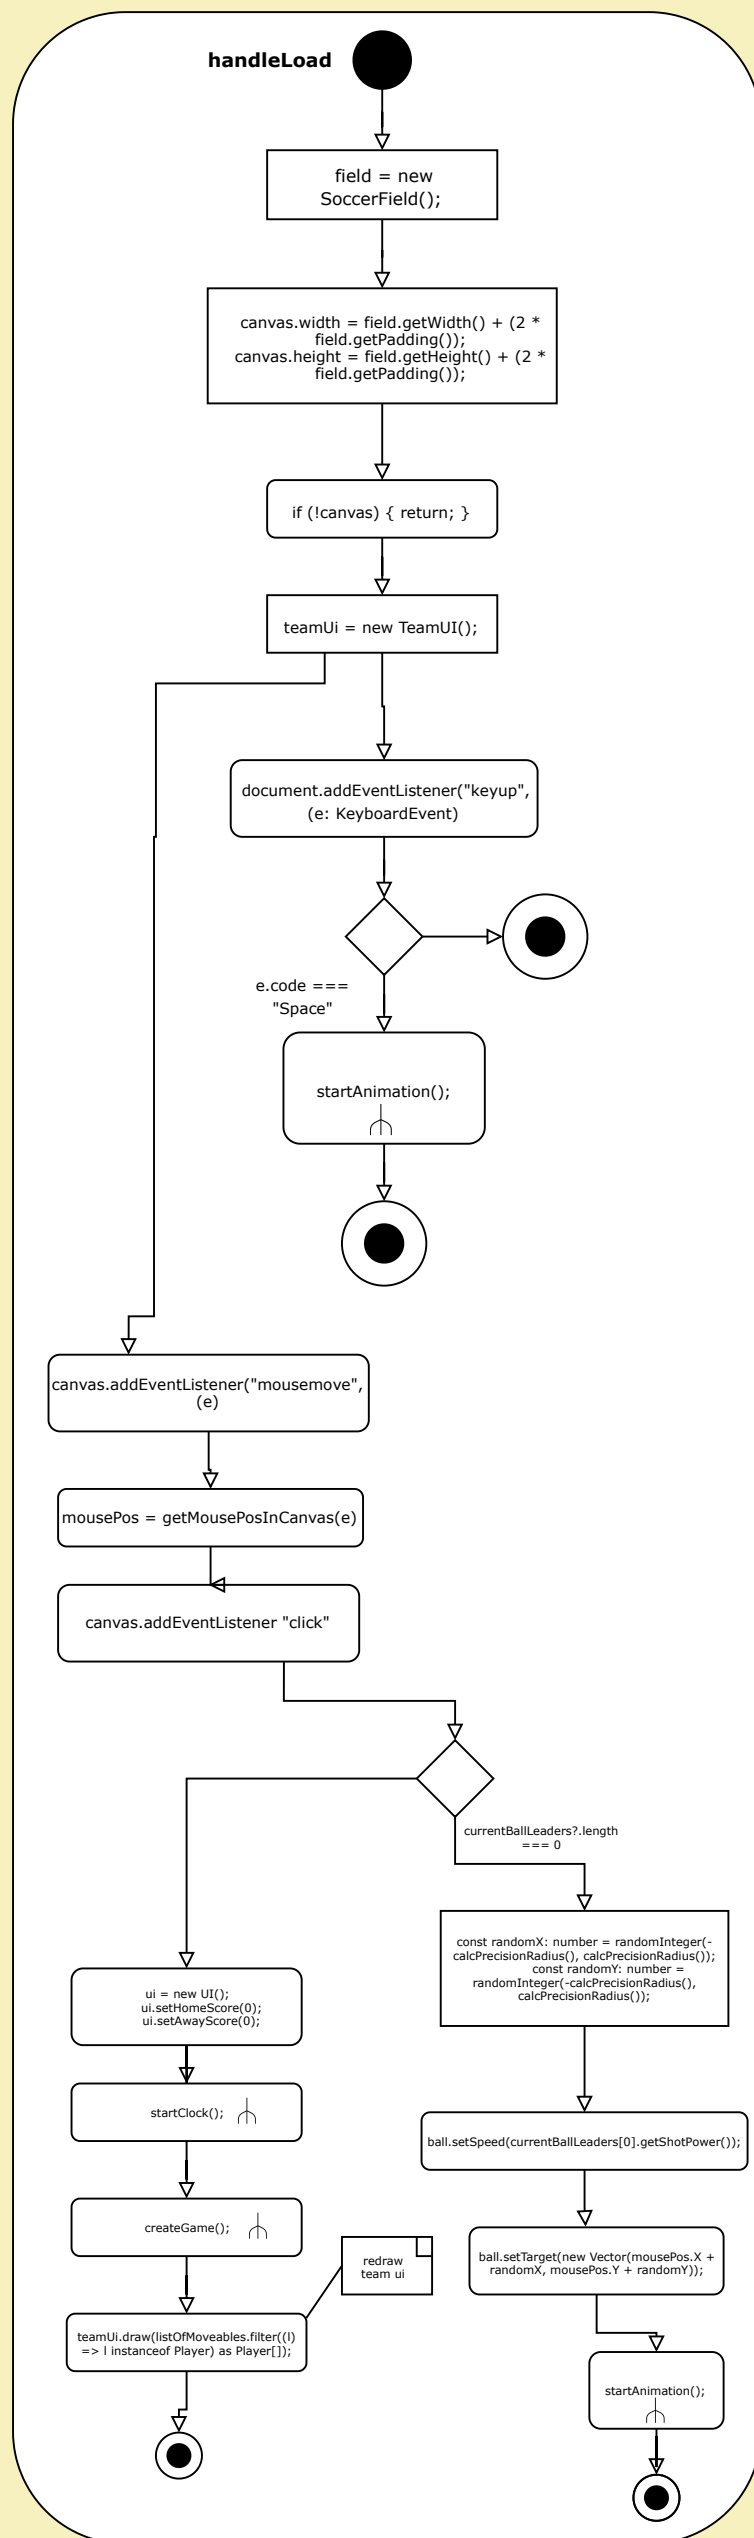 handleLoad
field = new
SoccerField();
canvas.width = field.getWidth() + (2 *
field.getPadding());
canvas.height = field.getHeight() + (2 *
field.getPadding());
if (!canvas) { return; }
teamUi = new TeamUI();
document.addEventListener("keyup",
(e: KeyboardEvent)
e.code ===
"Space"
startAnimation();
canvas.addEventListener("mousemove",
(e)
mousePos = getMousePosInCanvas(e)
canvas.addEventListener "click"
currentBallLeaders?.length
=== 0
const randomX: number = randomInteger(-
calcPrecisionRadius(), calcPrecisionRadius());
const randomY: number =
randomInteger(-calcPrecisionRadius(),
calcPrecisionRadius());
ui = new UI();
ui.setHomeScore(0);
ui.setAwayScore(0);
startClock();
ball.setSpeed(currentBallLeaders[0].getShotPower());
createGame();
redraw
team ui
ball.setTarget(new Vector(mousePos.X +
randomX, mousePos.Y + randomY));
teamUi.draw(listOfMoveables.filter((l)
=> l instanceof Player) as Player[]);
startAnimation();